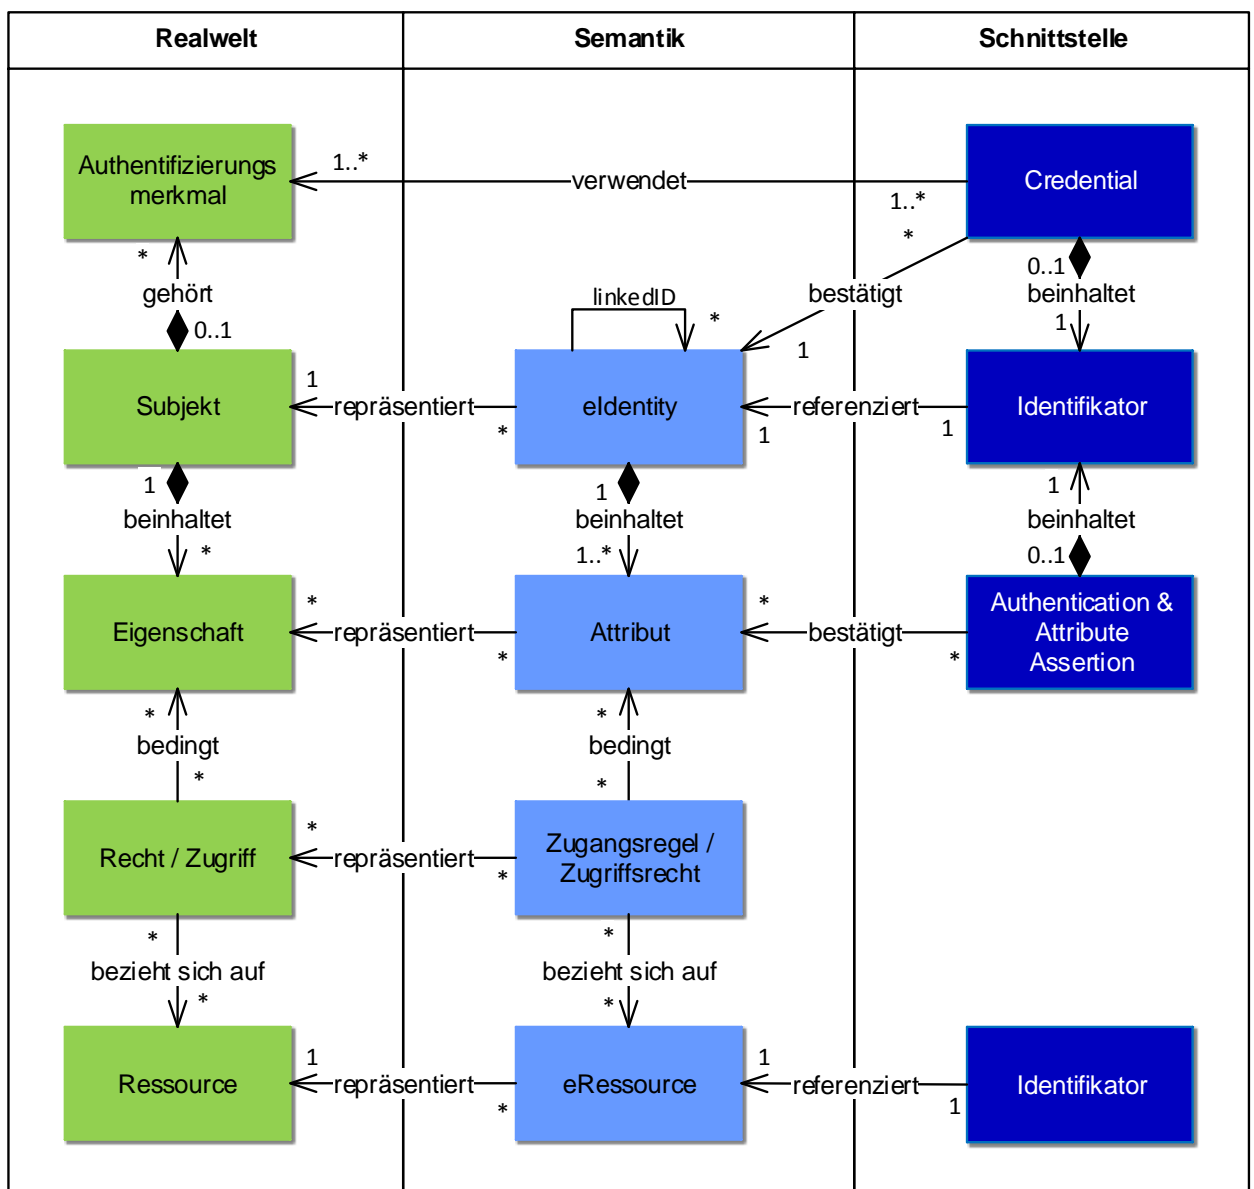 Realwelt
Semantik
Schnittstelle
Authentifizierungs
merkmal
1..*
verwendet
1..*
Credential
*
*
0..1
gehört
linkedID
*
bestätigt
beinhaltet
0..1
1
1
Subjekt
1
repräsentiert
*
eIdentity
1
referenziert
1
Identifikator
1
1
1
beinhaltet
beinhaltet
beinhaltet
*
1..*
0..1
Eigenschaft
*
repräsentiert
*
Attribut
*
bestätigt
*
Authentication &
Attribute
Assertion
*
*
bedingt
bedingt
*
*
Recht / Zugriff
*
repräsentiert
*
Zugangsregel /
Zugriffsrecht
*
*
bezieht sich auf
bezieht sich auf
*
*
Ressource
1
repräsentiert
*
eRessource
1
referenziert
1
Identifikator